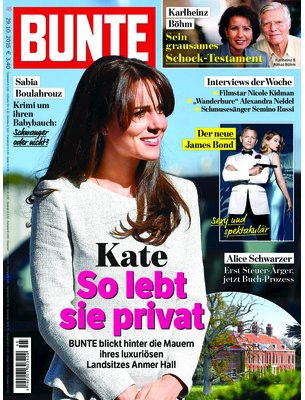 29.10.2015 € 3,40
BUNTE
Karlheinz
Böhm
Sein
grausames
Schock-Testament
Karlheinz &
Almaz Böhm
Sabia
Boulahrouz
Krimi um
ihren
Babybauch:
Schwanger
oder nicht?
Interviews der Woche
• Filmstar Nicole Kidman
• „Wanderhure“ Alexandra Neldel
• Schmusesänger Semino Rossi
Der neue
James Bond
Sexy und
spektakulär
Alice Schwarzer
Erst Steuer-Ärger,
jetzt Buch-Prozess
Kate
So lebt
sie privat
BUNTE blickt hinter die Mauern
ihres luxuriösen
Landsitzes Anmer Hall